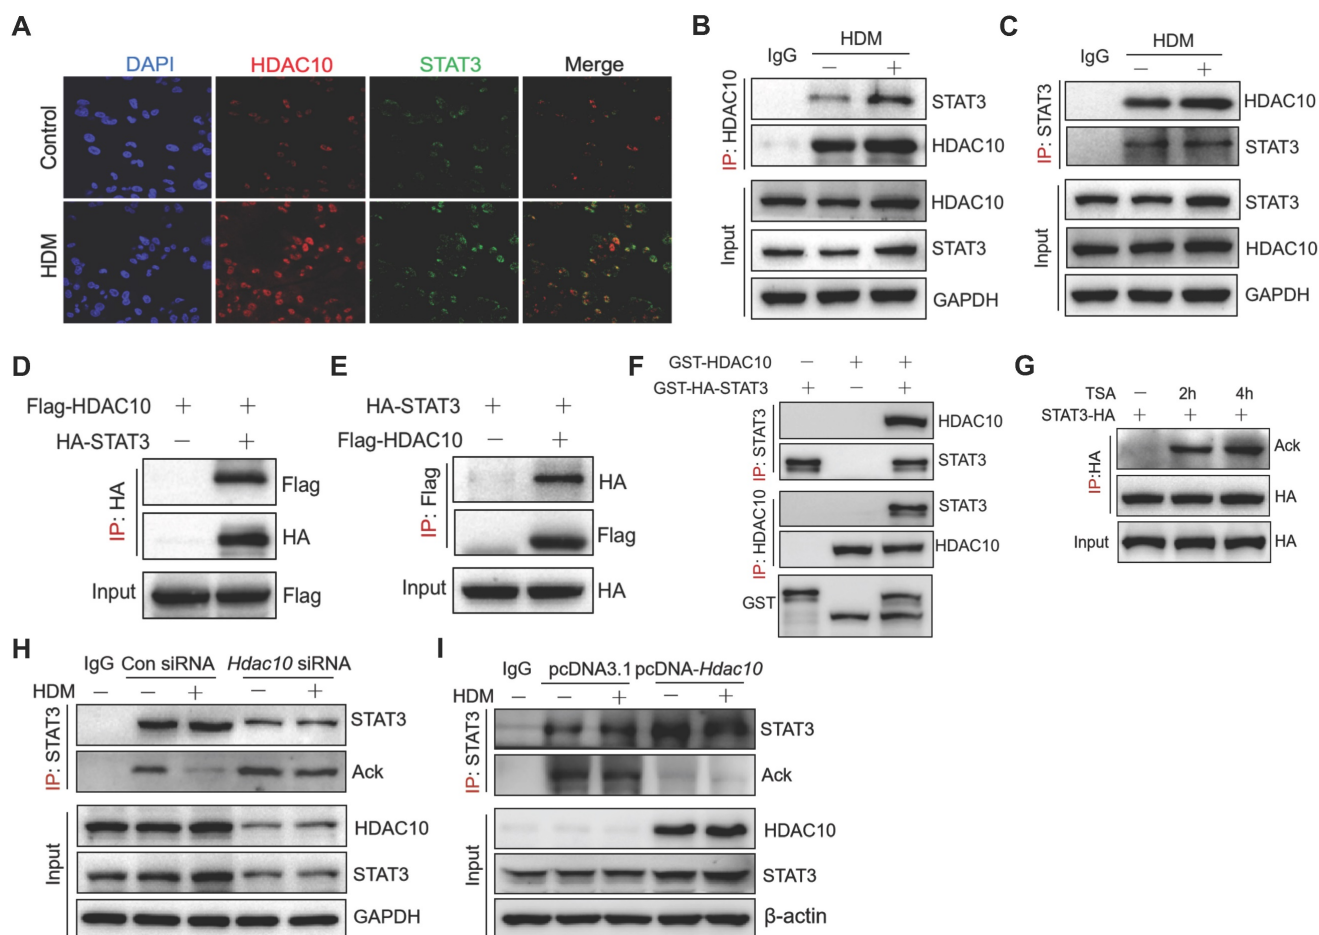 A
DAPI HDAC10 STAT3 Merge
Control
HDM
B
HDM
IgG − +
IP: HDAC10
STAT3
HDAC10
Input
HDAC10
STAT3
GAPDH
C
HDM
IgG − +
IP: STAT3
HDAC10
STAT3
Input
STAT3
HDAC10
GAPDH
D
Flag-HDAC10 + +
HA-STAT3 − +
IP: HA
Flag
HA
Input Flag
E
HA-STAT3 + +
Flag-HDAC10 − +
IP: Flag
HA
Flag
Input HA
F
GST-HDAC10 − + +
GST-HA-STAT3 + − +
IP: STAT3
HDAC10
STAT3
IP: HDAC10
STAT3
HDAC10
GST
G
TSA − 2h 4h
STAT3-HA + + +
IP:HA
Ack
HA
Input HA
H
IgG Con siRNA Hdac10 siRNA
HDM − − + − +
IP: STAT3
STAT3
Ack
Input
HDAC10
STAT3
GAPDH
I
IgG pcDNA3.1 pcDNA-Hdac10
HDM − − + − +
IP: STAT3
STAT3
Ack
Input
HDAC10
STAT3
β-actin